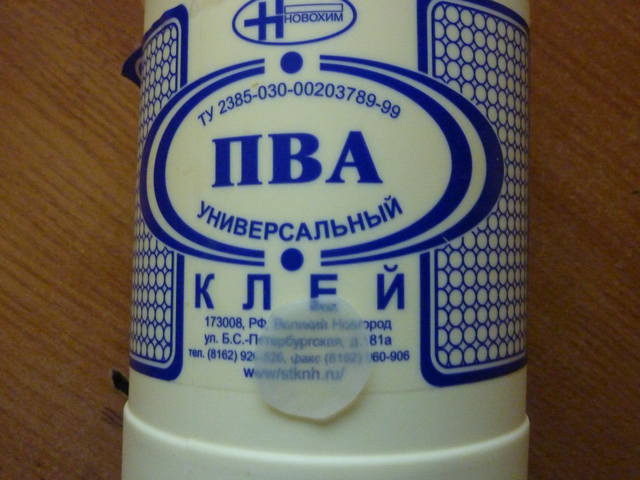 НОВОХИМ
ТУ 2385-030-00203789-99
ПВА
УНИВЕРСАЛЬНЫЙ
КЛЕЙ
173008, РФ, Великий Новгород
ул. Б.С.-Петербургская, д. 81а
тел. (8162) факс (8162)
www/stknh.ru/